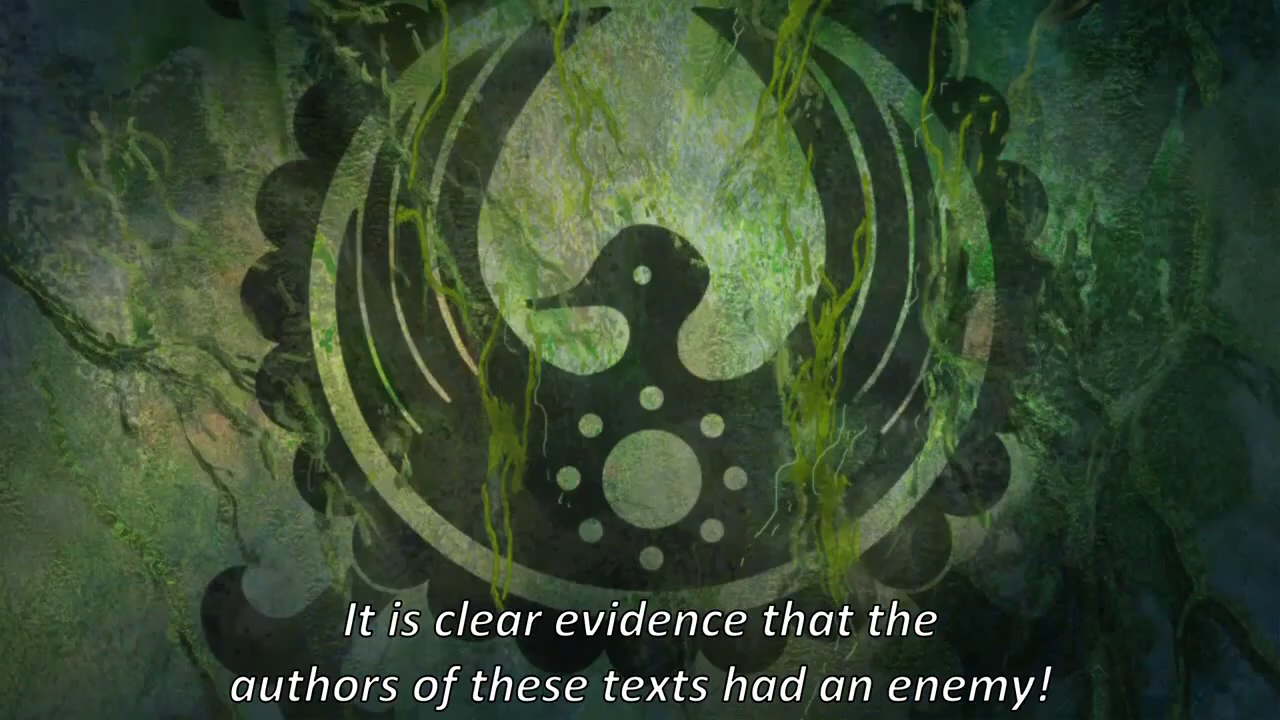 It is clear evidence that the
authors of these texts had an enemy!